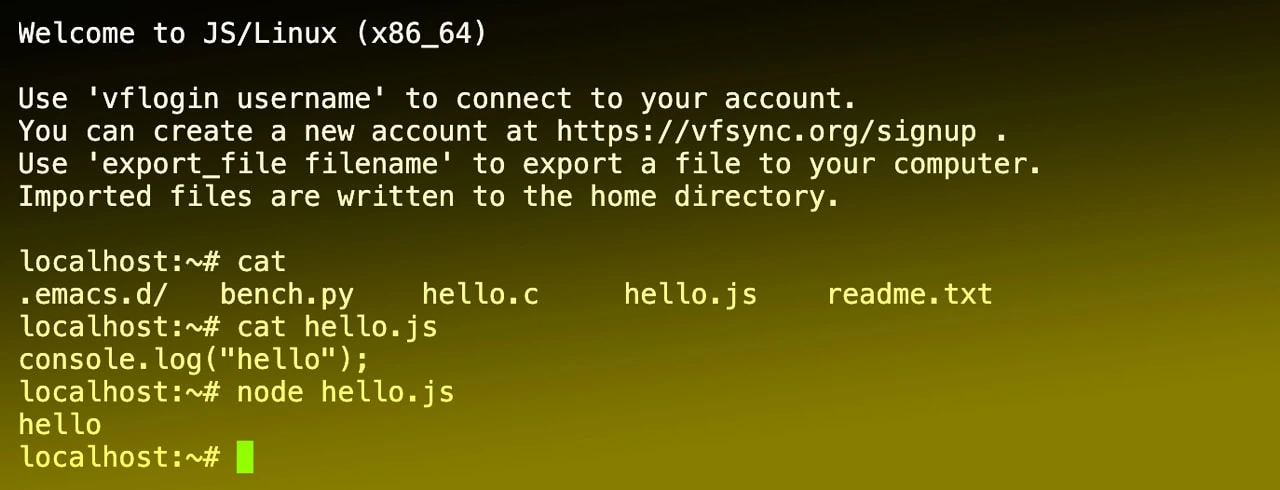 Welcome to JS/Linux (x86_64)
Use 'vflogin username' to connect to your account.
You can create a new account at https://vfsync.org/signup .
Use 'export_file filename' to export a file to your computer.
Imported files are written to the home directory.
localhost:~# cat
.emacs.d/ bench.py hello.c hello.js readme.txt
localhost:~# cat hello.js
console.log("hello");
localhost:~# node hello.js
hello
localhost:~#